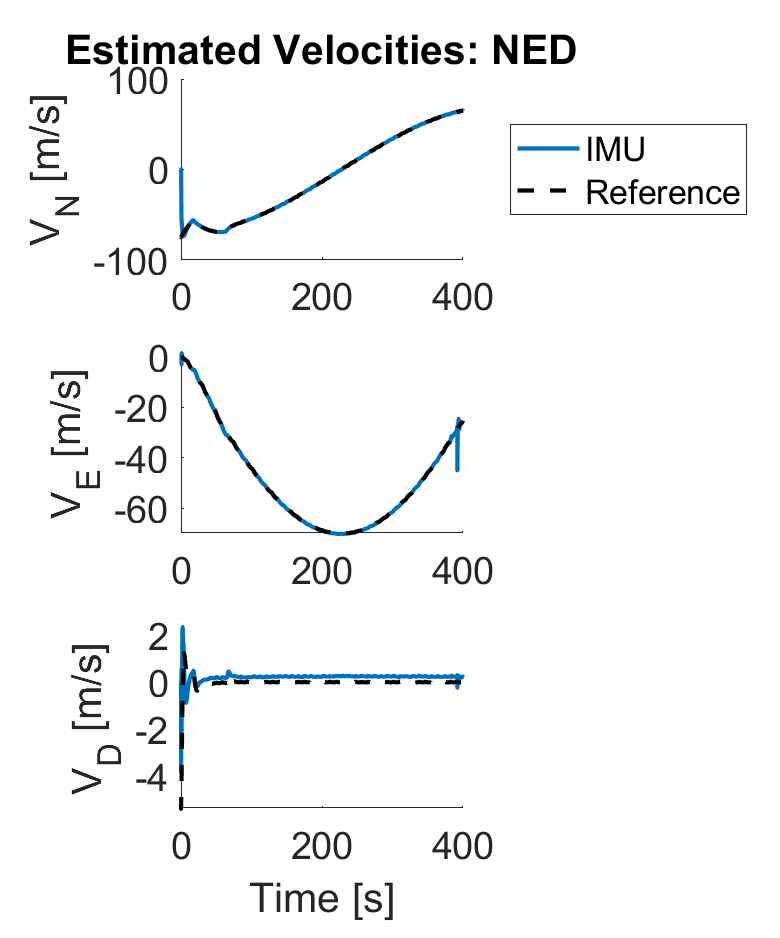 Estimated Velocities: NED
100
0
-100
V_N [m/s]
0 200 400
IMU
Reference
0
-20
-40
-60
V_E [m/s]
0 200 400
2
0
-2
-4
V_D [m/s]
0 200 400
Time [s]